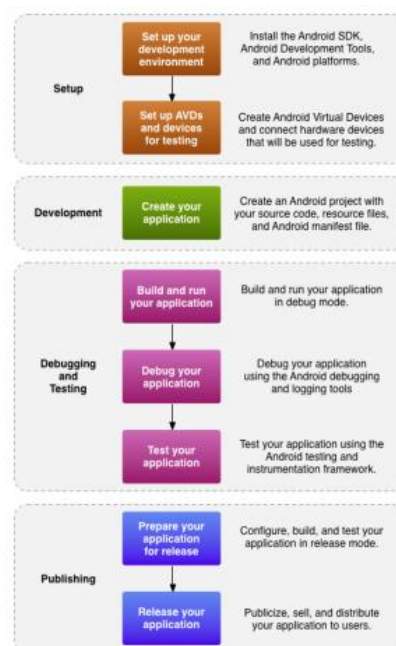 Setup
Set up your
development
environment
Install the Android SDK,
Android Development Tools,
and Android platforms.
Set up AVDs
and devices
for testing
Create Android Virtual Devices
and connect hardware devices
that will be used for testing.
Development
Create your
application
Create an Android project with
your source code, resource files,
and Android manifest file.
Debugging
and
Testing
Build and run
your application
Build and run your application
in debug mode.
Debug your
application
Debug your application
using the Android debugging
and logging tools
Test your
application
Test your application using the
Android testing and
instrumentation framework.
Publishing
Prepare your
application
for release
Configure, build, and test your
application in release mode.
Release your
application
Publicize, sell, and distribute
your application to users.